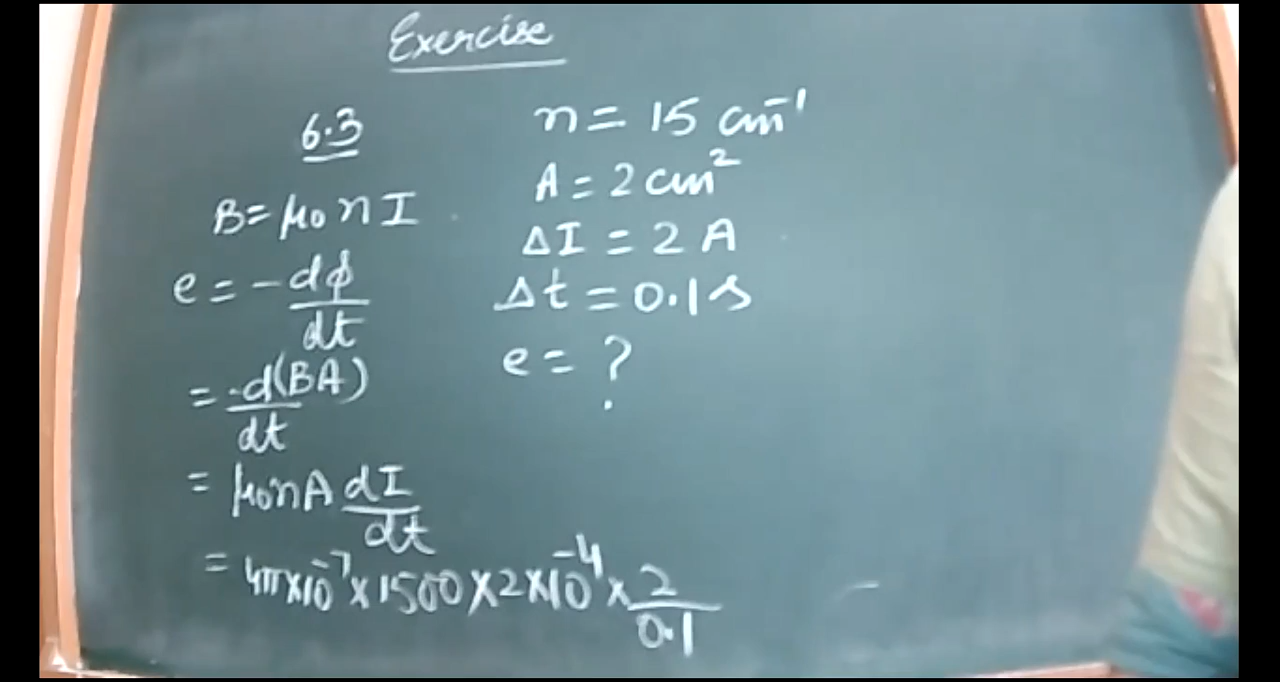 Exercise
6.3
n = 15 cm⁻¹
A = 2 cm²
ΔI = 2 A
Δt = 0.1 s
e = ?
B = μ₀ n I
e = -dφ/dt
= -d(BA)/dt
= μ₀nA dI/dt
= 4π×10⁻⁷ × 1500 × 2×10⁻⁴ × 2/0.1